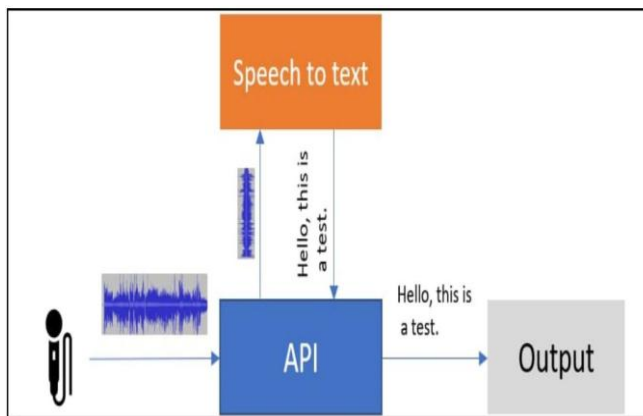 Speech to text
Hello, this is
a test.
Hello, this is
a test.
API
Output